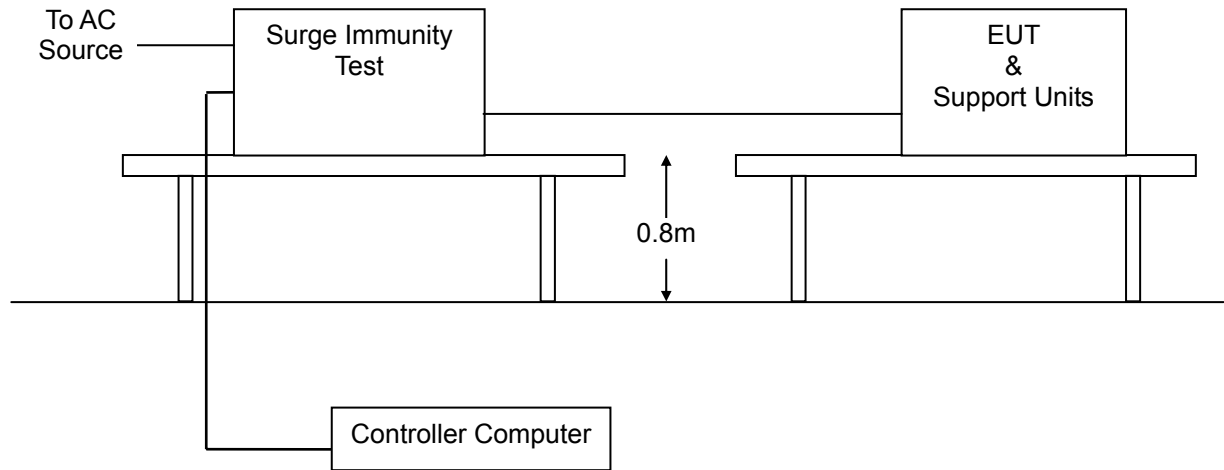 To AC
Source
Surge Immunity
Test
EUT
&
Support Units
0.8m
Controller Computer